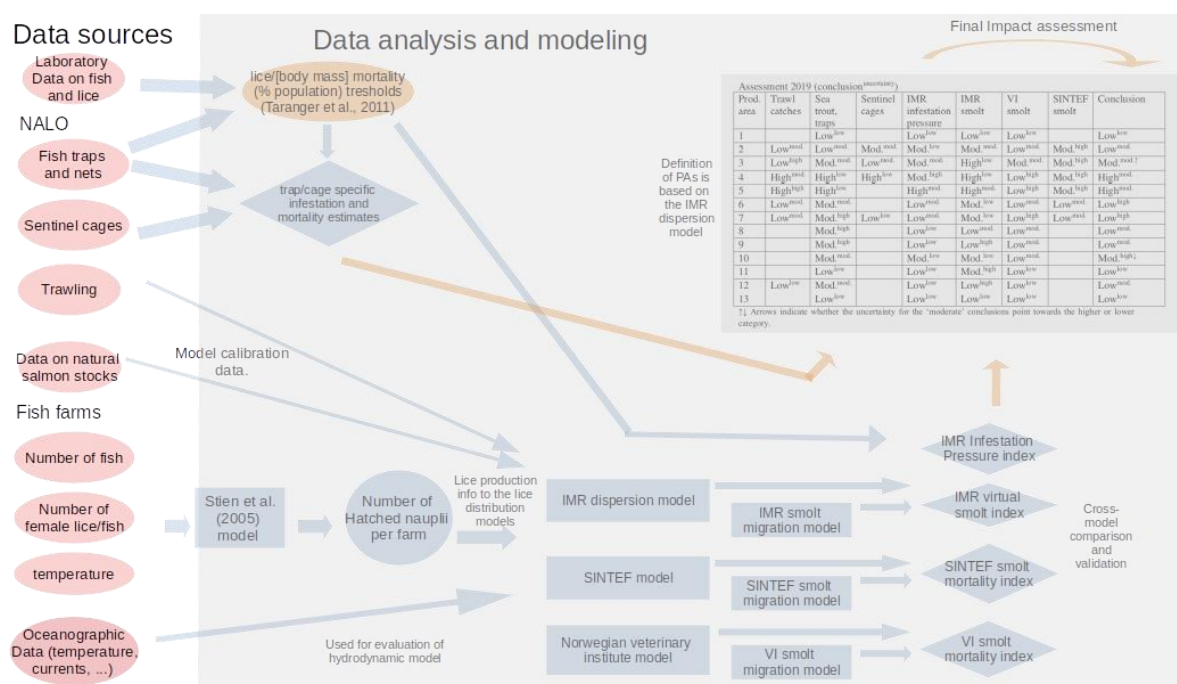 Data sources
Laboratory
Data on fish
and lice
NALO
Fish traps
and nets
Sentinel cages
Trawling
Data on natural
salmon stocks
Fish farms
Number of fish
Number of
female lice/fish
temperature
Oceanographic
Data (temperature,
currents, ...)
Data analysis and modeling
lice/[body mass] mortality
(% population) tresholds
(Taranger et al., 2011)
trap/cage specific
infestation and
mortality estimates
Model calibration
data.
Stien et al.
(2005)
model
Number of
Hatched nauplii
per farm
Lice production
info to the lice
distribution
models
Used for evaluation of
hydrodynamic model
IMR dispersion model
IMR smolt
migration model
SINTEF model
SINTEF smolt
migration model
Norwegian veterinary
institute model
VI smolt
migration model
IMR Infestation
Pressure index
IMR virtual
smolt index
SINTEF smolt
mortality index
VI smolt
mortality index
Cross-
model
comparison
and
validation
Final Impact assessment
Definition
of PAs is
based on
the IMR
dispersion
model
Assessment 2019 (conclusion^uncertainty)
Prod. area Trawl catches Sea trout, traps Sentinel cages IMR infestation pressure IMR smolt VI smolt SINTEF smolt Conclusion
1 Low^low Low^low Low^low Low^low Low^low
2 Low^mod. Low^mod. Mod.^mod. Mod.^low Mod.^mod. Low^mod. Mod.^high Low^mod.
3 Low^high Mod.^mod. Low^mod. Mod.^mod. High^low Mod.^mod. Mod.^mod. Mod.^mod.↑
4 High^mod. High^low High^low Mod.^high High^low Low^high Mod.^high High^mod.
5 High^high High^low High^mod. High^mod. Low^high Mod.^high High^mod.
6 Low^mod. Mod.^mod. Low^mod. Mod.^low Low^mod. Low^mod. Low^high
7 Low^mod. Mod.^high Low^low Low^mod. Mod.^low Low^high Low^mod. Low^high
8 Mod.^high Low^low Low^mod. Low^mod. Low^mod.
9 Mod.^high Low^low Low^high Low^mod. Low^mod.
10 Mod.^mod. Mod.^low Mod.^low Low^mod. Mod.^high↓
11 Low^low Low^low Mod.^high Low^low Low^low
12 Low^low Mod.^mod. Low^low Low^high Low^low Low^mod.
13 Low^low Low^low Low^low Low^low Low^low
↑↓ Arrows indicate whether the uncertainty for the 'moderate' conclusions point towards the higher or lower
category.